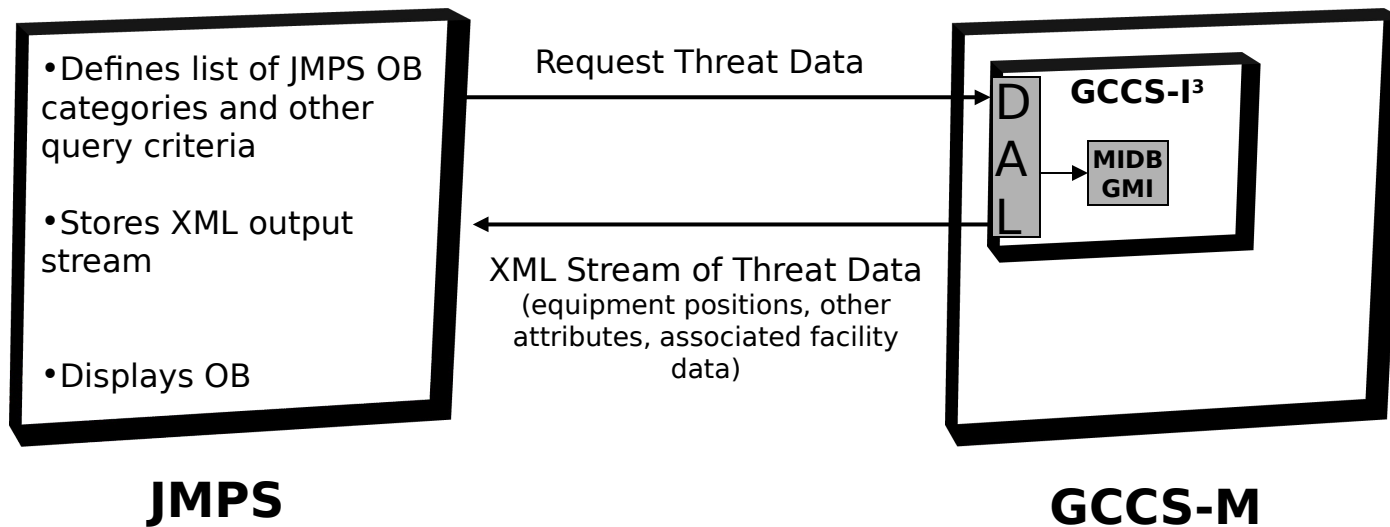 •Defines list of JMPS OB
categories and other
query criteria
•Stores XML output
stream
•Displays OB
JMPS
Request Threat Data
XML Stream of Threat Data
(equipment positions, other
attributes, associated facility
data)
D
A
L
GCCS-I³
MIDB
GMI
GCCS-M